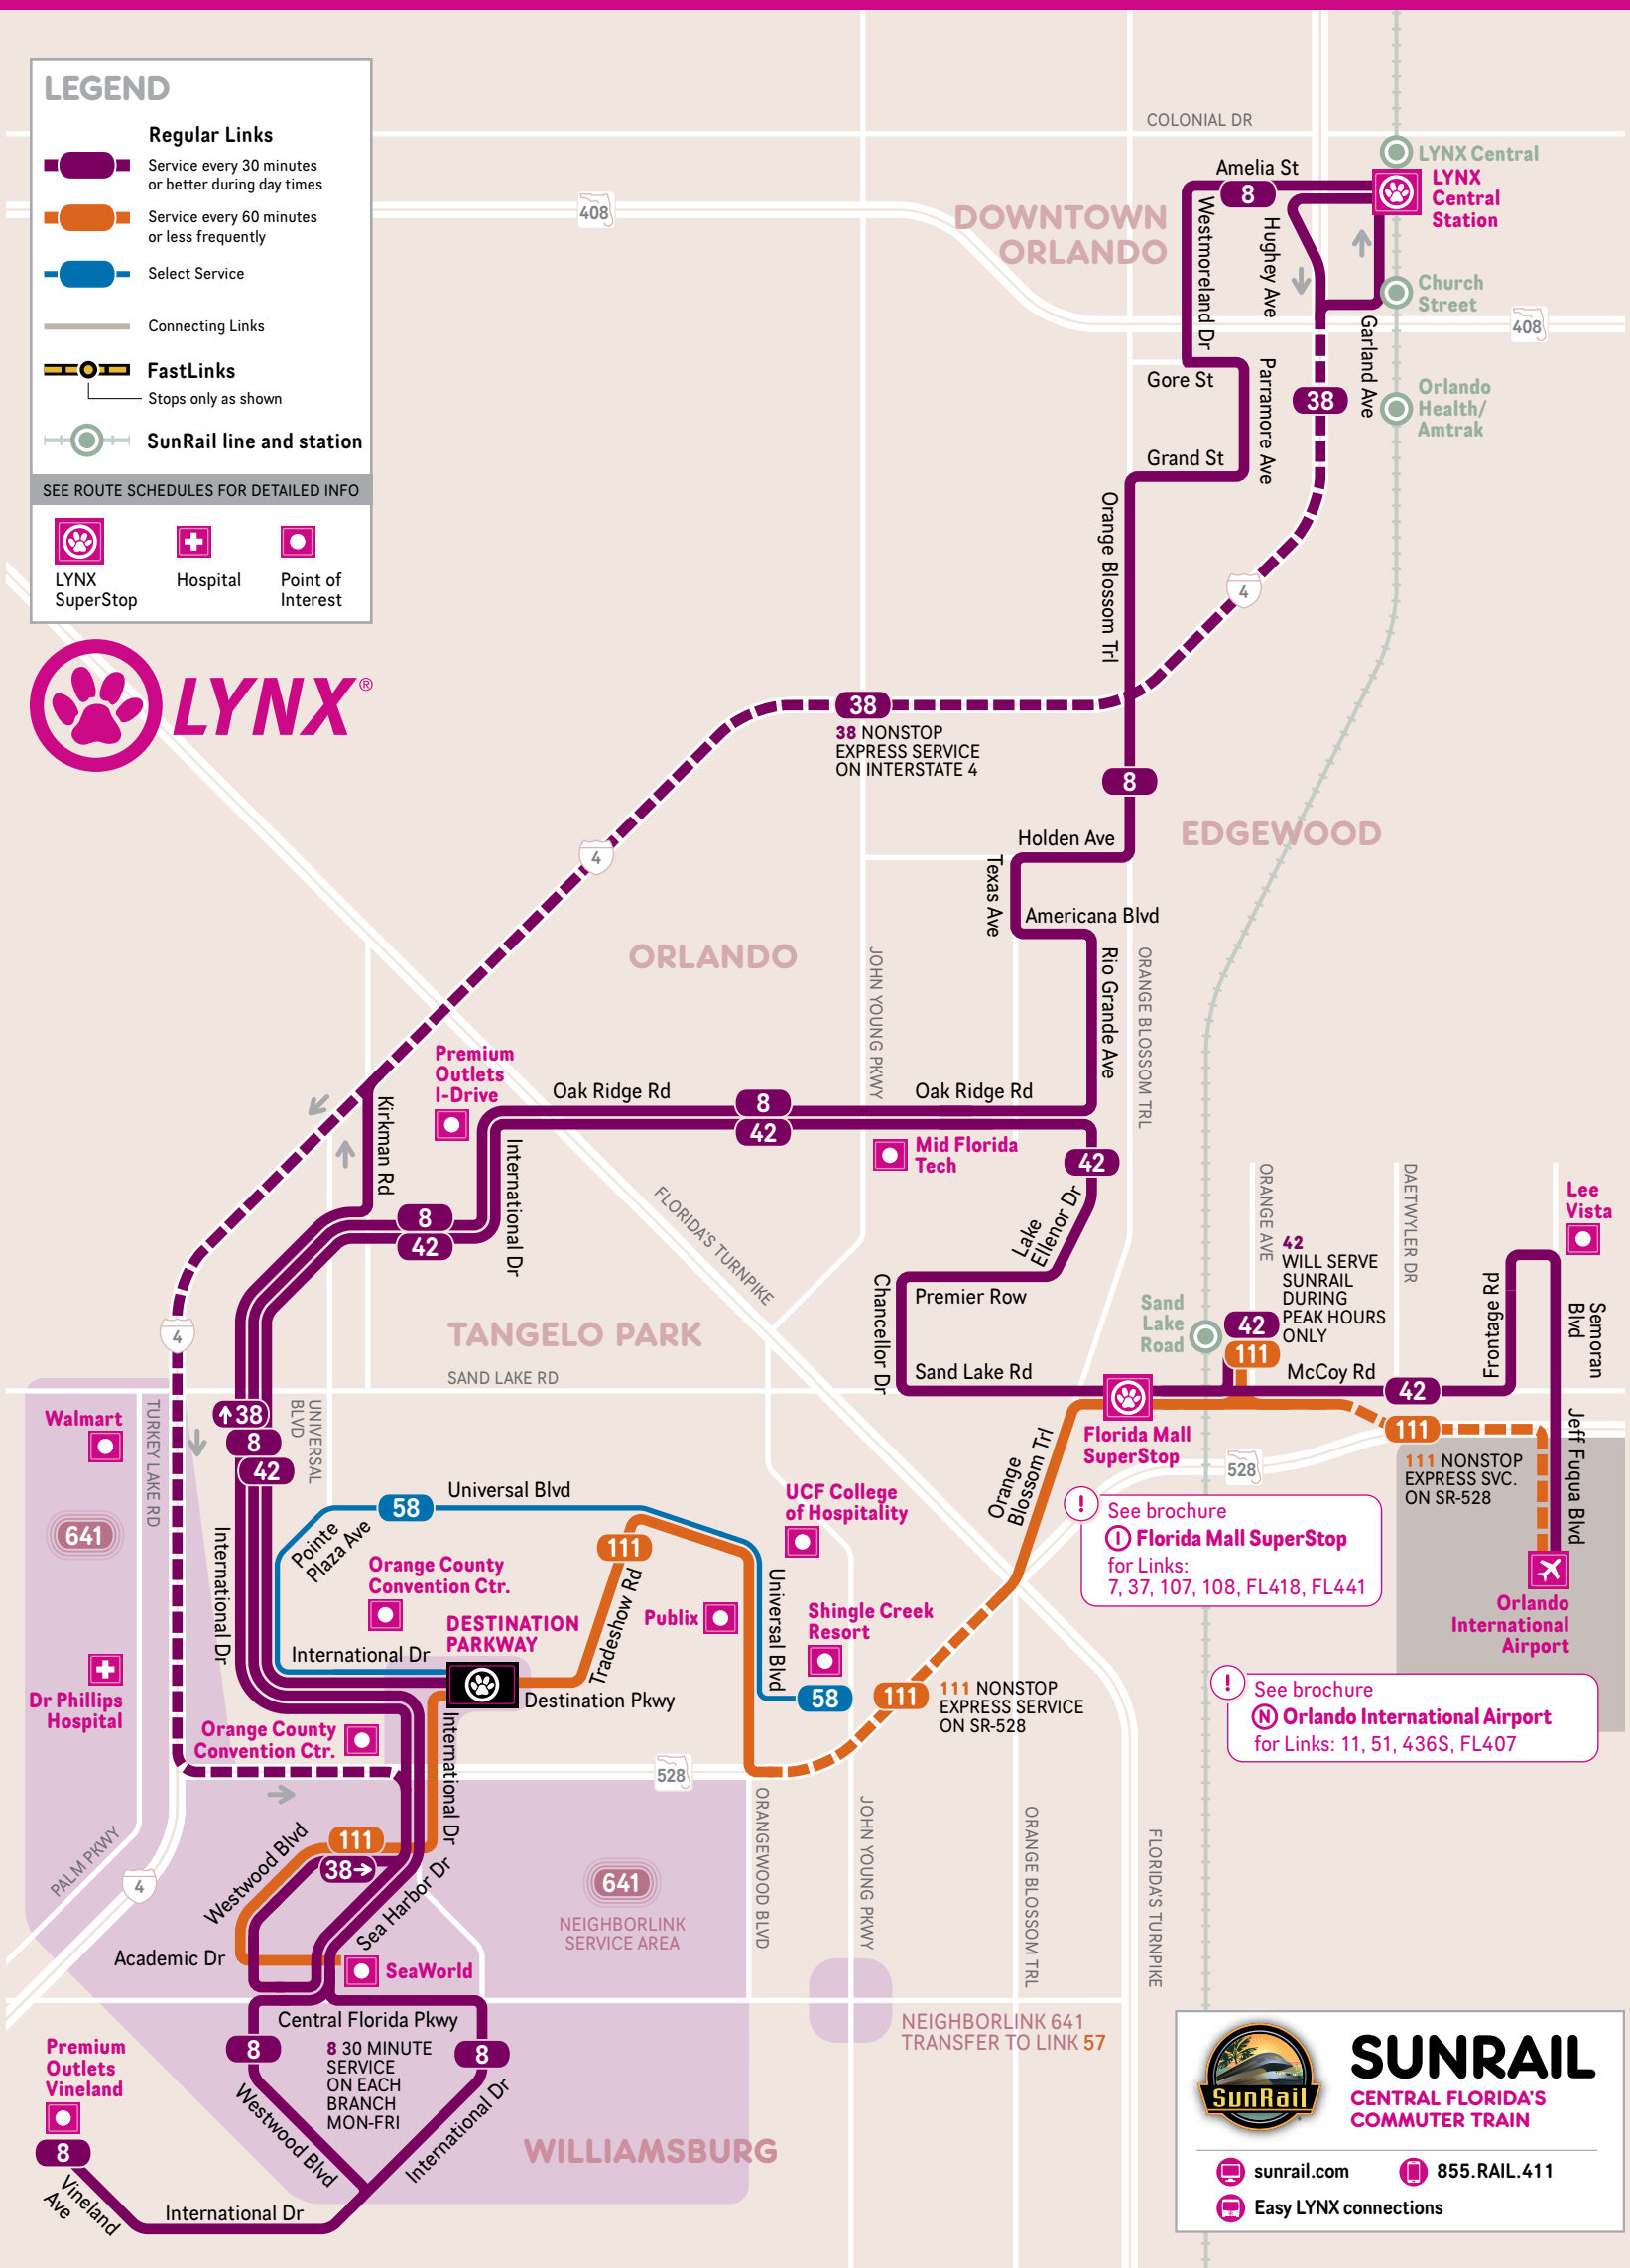 LEGEND
Regular Links
Service every 30 minutes
or better during day times
Service every 60 minutes
or less frequently
Select Service
Connecting Links
FastLinks
Stops only as shown
SunRail line and station
SEE ROUTE SCHEDULES FOR DETAILED INFO
LYNX
SuperStop
Hospital
Point of
Interest
LYNX®
COLONIAL DR
LYNX Central
LYNX
Central
Station
Amelia St
8
408
DOWNTOWN
ORLANDO
Westmoreland Dr
Hughey Ave
Church
Street
408
Garland Ave
Gore St
Parramore Ave
38
Orlando
Health/
Amtrak
Grand St
Orange Blossom Trl
4
38
38 NONSTOP
EXPRESS SERVICE
ON INTERSTATE 4
8
EDGEWOOD
Holden Ave
4
Texas Ave
Americana Blvd
ORLANDO
JOHN YOUNG PKWY
Rio Grande Ave
ORANGE BLOSSOM TRL
Premium
Outlets
I-Drive
Kirkman Rd
Oak Ridge Rd
8
42
Oak Ridge Rd
International Dr
Mid Florida
Tech
42
8
42
FLORIDA'S TURNPIKE
Lake
Ellenor Dr
ORANGE AVE
DAETWYLER DR
Lee
Vista
42
WILL SERVE
SUNRAIL
DURING
PEAK HOURS
ONLY
Chancellor Dr
Premier Row
Sand
Lake
Road
42
111
Frontage Rd
Semoran
Blvd
4
TANGELO PARK
SAND LAKE RD
Sand Lake Rd
McCoy Rd
42
Walmart
TURKEY LAKE RD
38
8
42
UNIVERSAL
BLVD
Florida Mall
SuperStop
111
Jeff Fuqua Blvd
111 NONSTOP
EXPRESS SVC.
ON SR-528
528
Orange
Blossom Trl
Universal Blvd
58
UCF College
of Hospitality
! See brochure
I Florida Mall SuperStop
for Links:
7, 37, 107, 108, FL418, FL441
641
International Dr
Pointe
Plaza Ave
111
Orange County
Convention Ctr.
Tradeshow Rd
Publix
Universal Blvd
Shingle Creek
Resort
Orlando
International
Airport
DESTINATION
PARKWAY
International Dr
Destination Pkwy
58
111
111 NONSTOP
EXPRESS SERVICE
ON SR-528
Dr Phillips
Hospital
! See brochure
N Orlando International Airport
for Links: 11, 51, 436S, FL407
Orange County
Convention Ctr.
International Dr
528
ORANGEWOOD BLVD
JOHN YOUNG PKWY
ORANGE BLOSSOM TRL
FLORIDA'S TURNPIKE
PALM PKWY
4
Westwood Blvd
111
38
Sea Harbor Dr
641
NEIGHBORLINK
SERVICE AREA
Academic Dr
SeaWorld
Central Florida Pkwy
NEIGHBORLINK 641
TRANSFER TO LINK 57
8
8 30 MINUTE
SERVICE
ON EACH
BRANCH
MON-FRI
8
Premium
Outlets
Vineland
8
Westwood Blvd
International Dr
WILLIAMSBURG
Vineland
Ave
International Dr
SunRail
SUNRAIL
CENTRAL FLORIDA'S
COMMUTER TRAIN
sunrail.com
855.RAIL.411
Easy LYNX connections